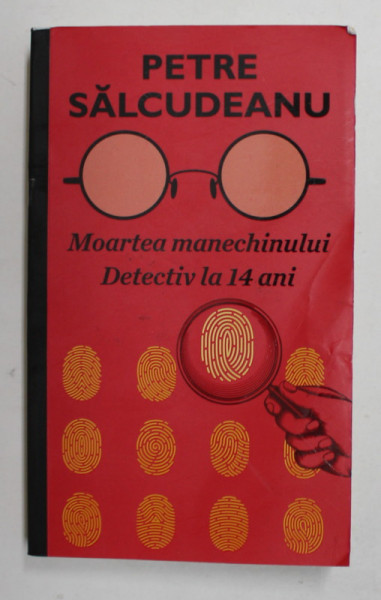 PETRE
SĂLCUDEANU
Moartea manechinului
Detectiv la 14 ani